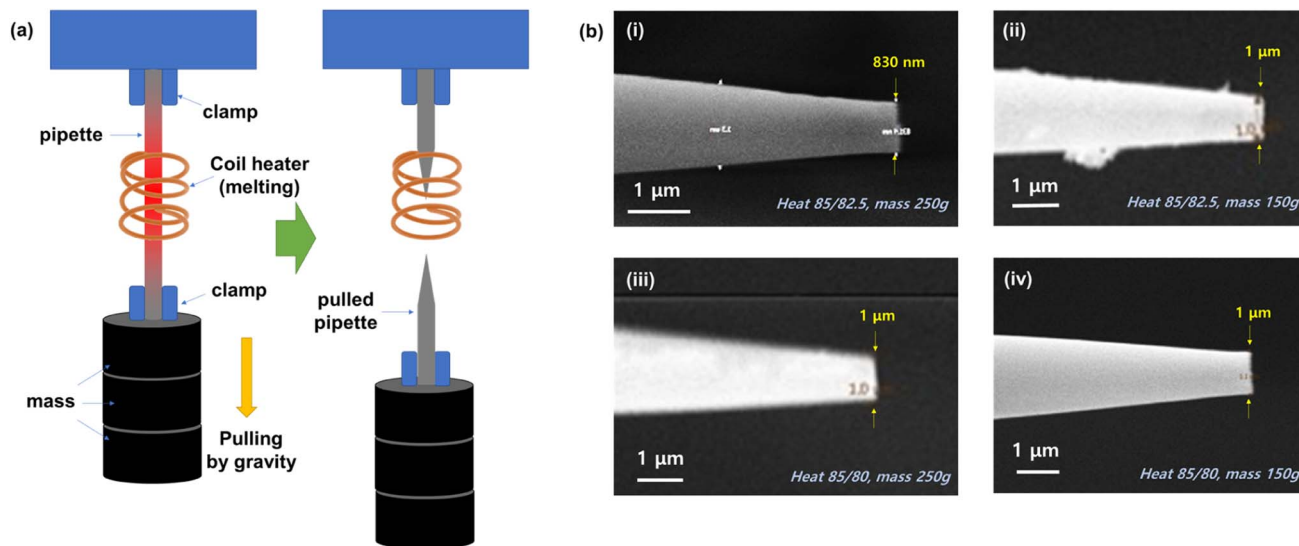 (a)
clamp
pipette
Coil heater
(melting)
clamp
mass
Pulling
by gravity
pulled
pipette
(b)
(i)
830 nm
1 μm
Heat 85/82.5, mass 250g
(ii)
1 μm
1 μm
Heat 85/82.5, mass 150g
(iii)
1 μm
1.0
1 μm
Heat 85/80, mass 250g
(iv)
1 μm
1 μm
Heat 85/80, mass 150g